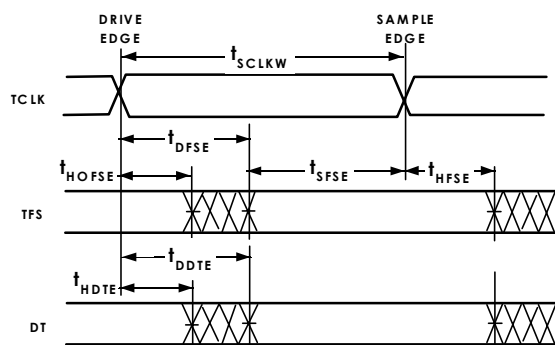 DRIVE EDGE
SAMPLE EDGE
tSCLKW
TCLK
tDFSE
tHOFSE
tSFSE
tHFSE
TFS
tDDTE
tHDTE
DT